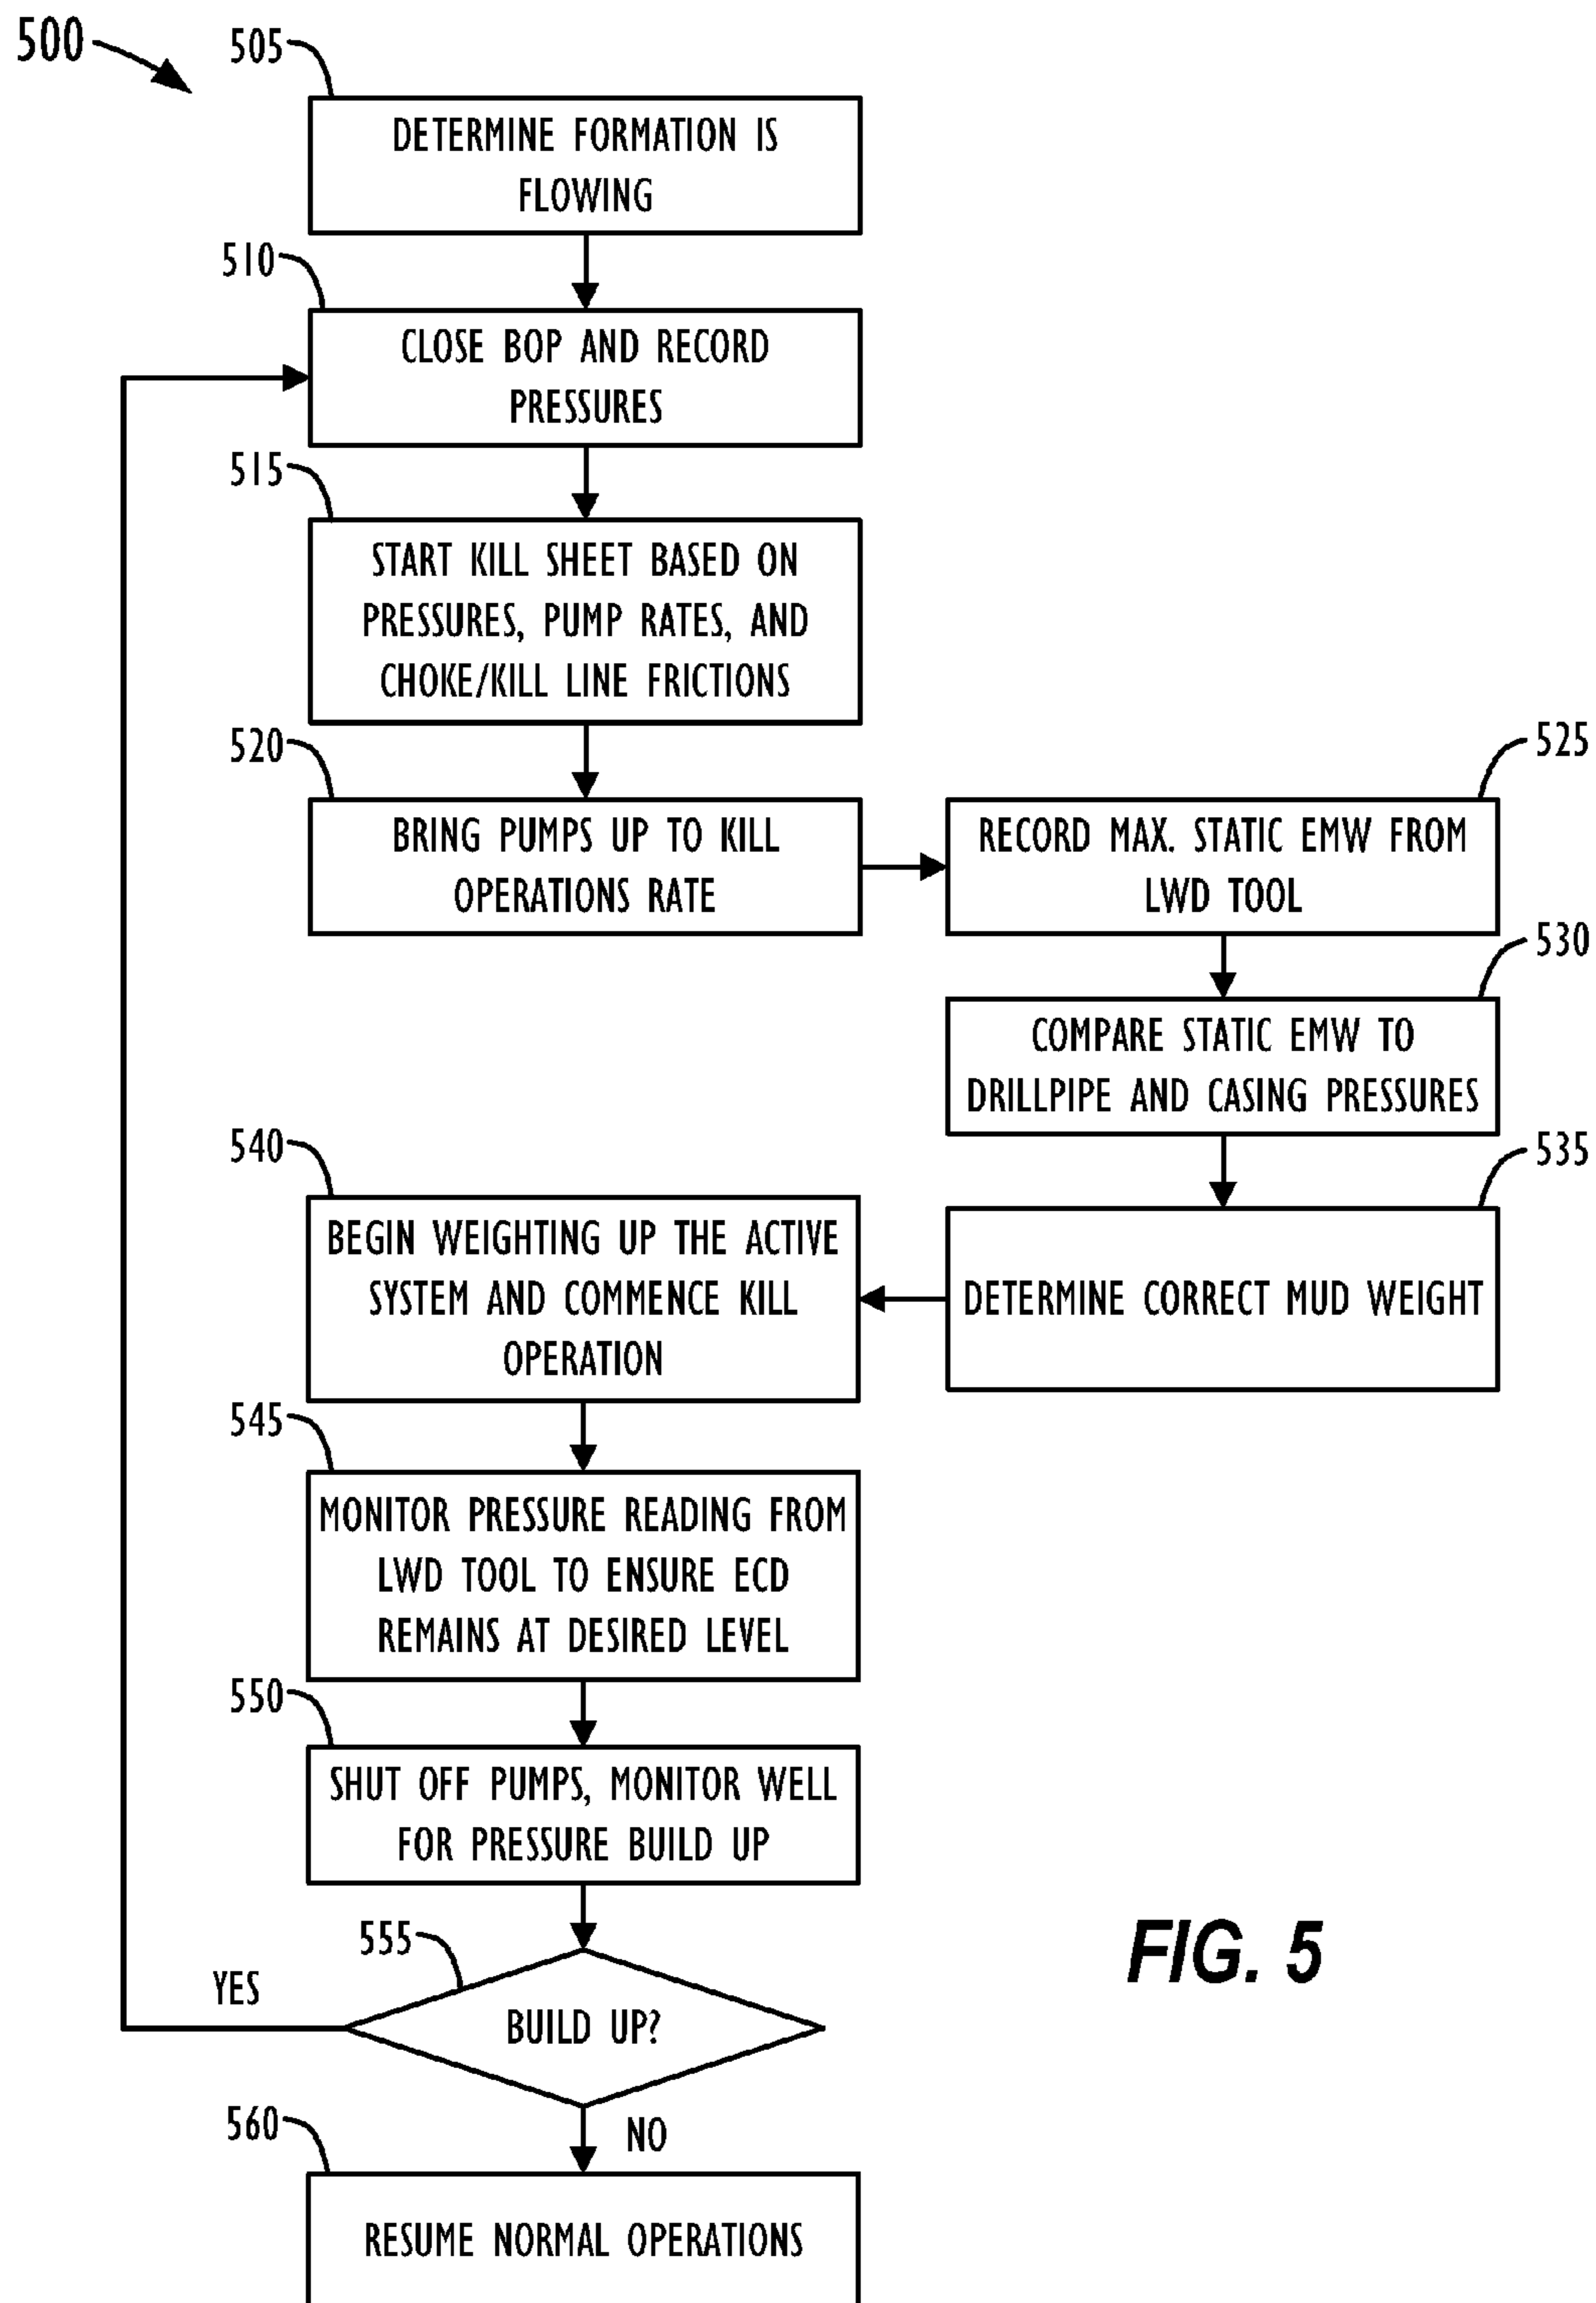 500
505
DETERMINE FORMATION IS
FLOWING
510
CLOSE BOP AND RECORD
PRESSURES
515
START KILL SHEET BASED ON
PRESSURES, PUMP RATES, AND
CHOKE/KILL LINE FRICTIONS
520
BRING PUMPS UP TO KILL
OPERATIONS RATE
525
RECORD MAX. STATIC EMW FROM
LWD TOOL
530
COMPARE STATIC EMW TO
DRILLPIPE AND CASING PRESSURES
535
DETERMINE CORRECT MUD WEIGHT
540
BEGIN WEIGHTING UP THE ACTIVE
SYSTEM AND COMMENCE KILL
OPERATION
545
MONITOR PRESSURE READING FROM
LWD TOOL TO ENSURE ECD
REMAINS AT DESIRED LEVEL
550
SHUT OFF PUMPS, MONITOR WELL
FOR PRESSURE BUILD UP
555
BUILD UP?
YES
NO
560
RESUME NORMAL OPERATIONS
FIG. 5